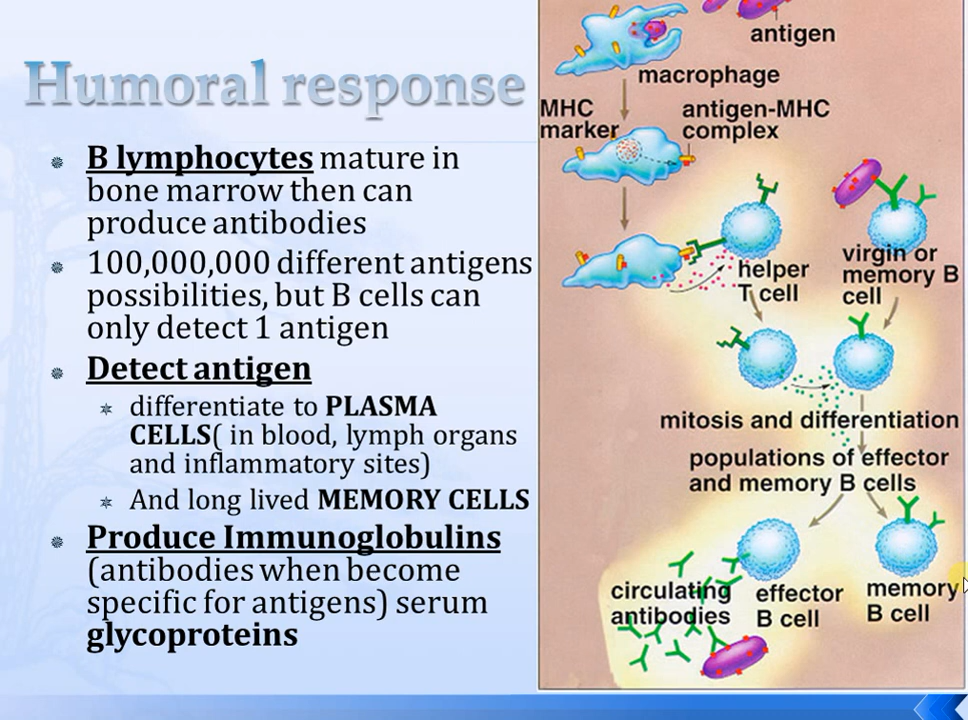 Humoral response
B lymphocytes mature in
bone marrow then can
produce antibodies
100,000,000 different antigens
possibilities, but B cells can
only detect 1 antigen
Detect antigen
differentiate to PLASMA
CELLS( in blood, lymph organs
and inflammatory sites)
And long lived MEMORY CELLS
Produce Immunoglobulins
(antibodies when become
specific for antigens) serum
glycoproteins
antigen
macrophage
MHC
marker
antigen-MHC
complex
helper
T cell
virgin or
memory B
cell
mitosis and differentiation
populations of effector
and memory B cells
circulating
antibodies
effector
B cell
memory
B cell